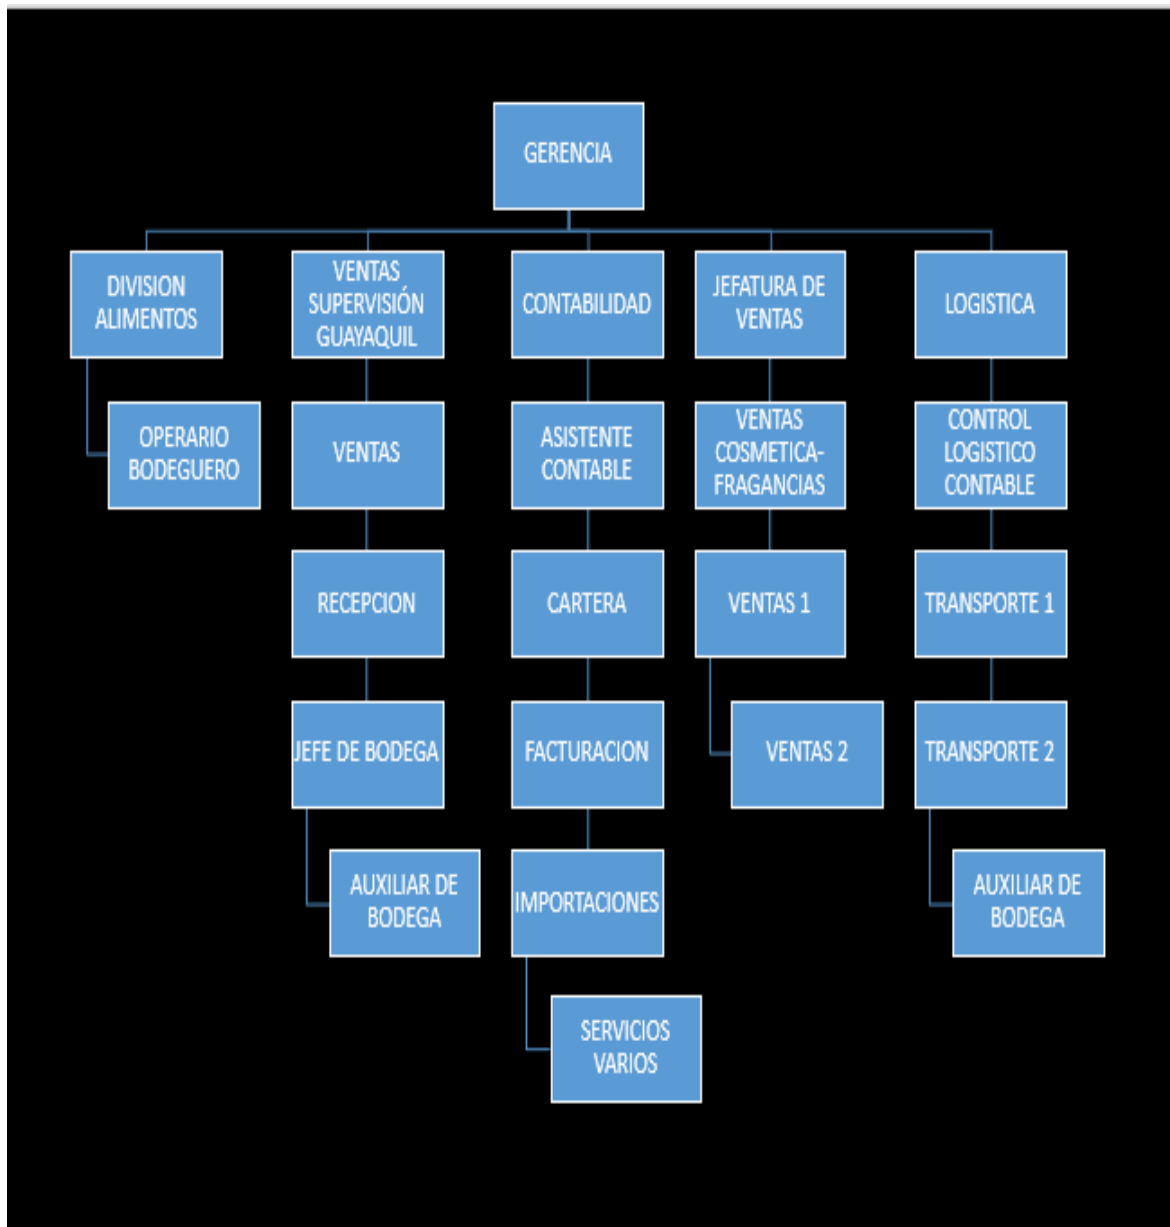 GERENCIA
DIVISION
ALIMENTOS
VENTAS
SUPERVISIÓN
GUAYAQUIL
CONTABILIDAD
JEFATURA DE
VENTAS
LOGISTICA
OPERARIO
BODEGUERO
VENTAS
ASISTENTE
CONTABLE
VENTAS
COSMETICA-
FRAGANCIAS
CONTROL
LOGISTICO
CONTABLE
RECEPCION
CARTERA
VENTAS 1
TRANSPORTE 1
JEFE DE BODEGA
FACTURACION
VENTAS 2
TRANSPORTE 2
AUXILIAR DE
BODEGA
IMPORTACIONES
AUXILIAR DE
BODEGA
SERVICIOS
VARIOS